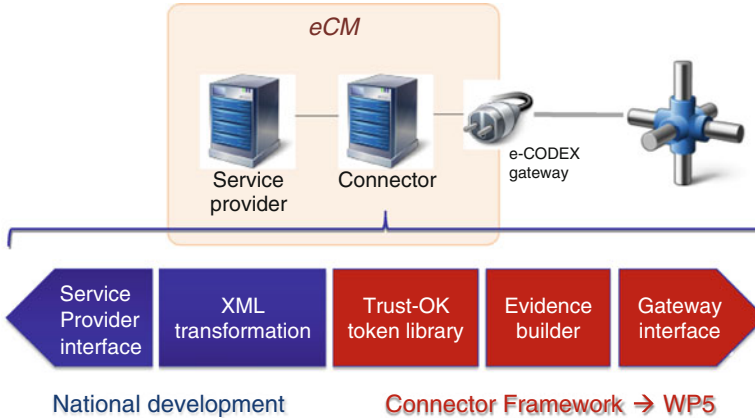 eCM
Service
provider
Connector
e-CODEX
gateway
Service
Provider
interface
XML
transformation
Trust-OK
token library
Evidence
builder
Gateway
interface
National development
Connector Framework → WP5